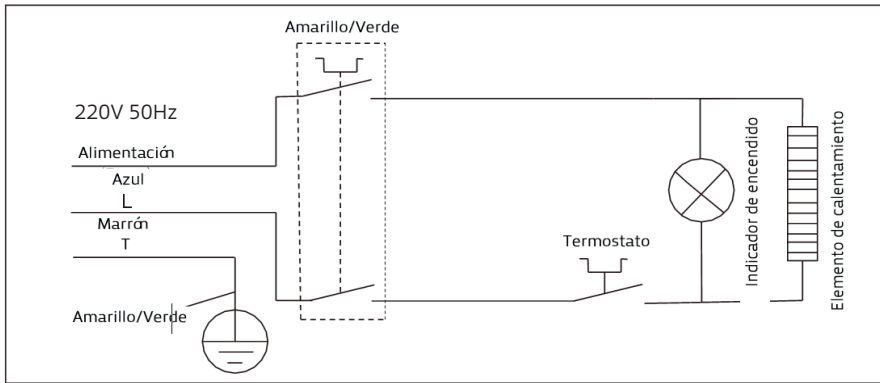 Amarillo/Verde
220V 50Hz
Alimentación
Azul
L
Marrón
T
Amarillo/Verde
Termostato
Indicador de encendido
Elemento de calentamiento